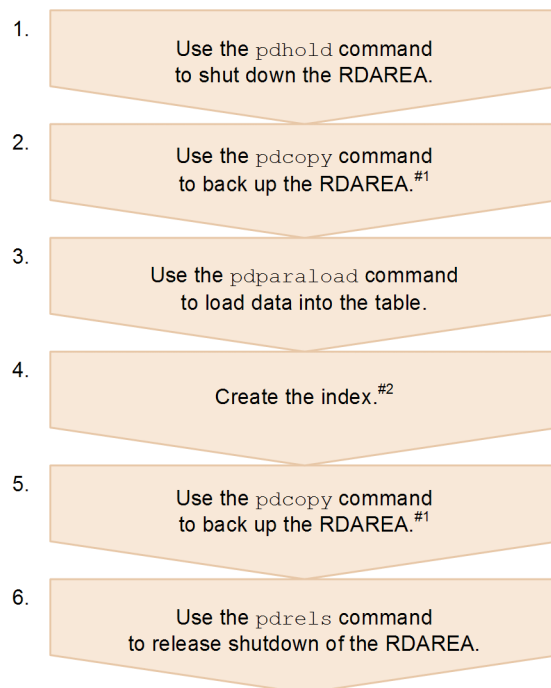 1.
Use the pdhold command
to shut down the RDAREA.
2.
Use the pdcopy command
to back up the RDAREA.#1
3.
Use the pdparaload command
to load data into the table.
4.
Create the index.#2
5.
Use the pdcopy command
to back up the RDAREA.#1
6.
Use the pdrels command
to release shutdown of the RDAREA.